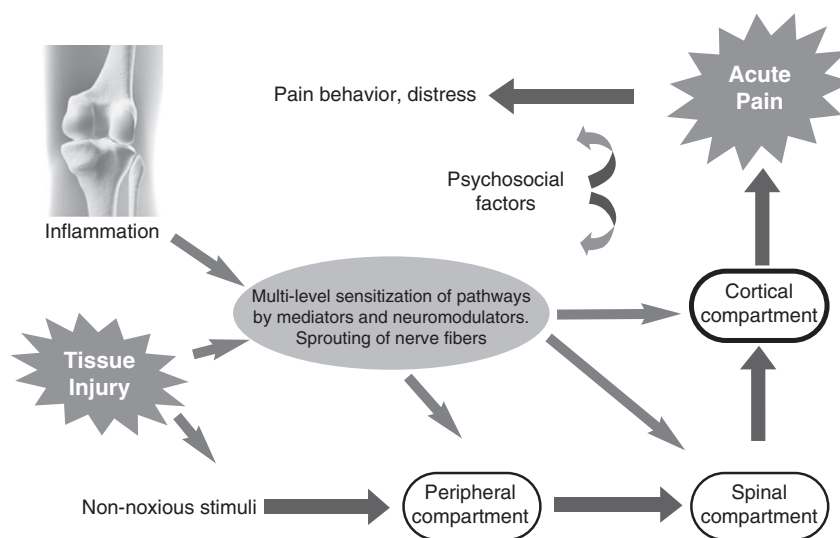 Acute
Pain
Pain behavior, distress
Psychosocial
factors
Inflammation
Multi-level sensitization of pathways
by mediators and neuromodulators.
Sprouting of nerve fibers
Cortical
compartment
Tissue
Injury
Non-noxious stimuli
Peripheral
compartment
Spinal
compartment